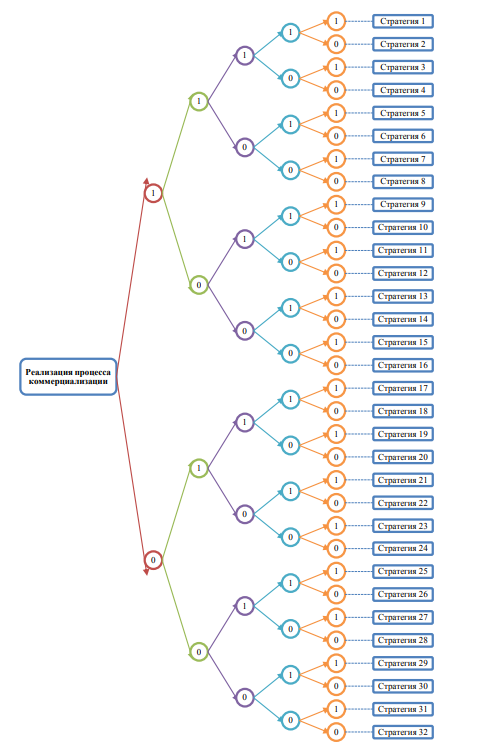 1 Стратегия 1
1
0 Стратегия 2
1
1 Стратегия 3
0
0 Стратегия 4
1
1 Стратегия 5
1
0 Стратегия 6
0
1 Стратегия 7
0
0 Стратегия 8
1
1 Стратегия 9
1
0 Стратегия 10
1
1 Стратегия 11
0
0 Стратегия 12
0
1 Стратегия 13
1
0 Стратегия 14
0
1 Стратегия 15
0
0 Стратегия 16
Реализация процесса
коммерциализации
1 Стратегия 17
1
0 Стратегия 18
1
1 Стратегия 19
0
0 Стратегия 20
1
1 Стратегия 21
1
0 Стратегия 22
0
1 Стратегия 23
0
0 Стратегия 24
0
1 Стратегия 25
1
0 Стратегия 26
1
1 Стратегия 27
0
0 Стратегия 28
0
1 Стратегия 29
1
0 Стратегия 30
0
1 Стратегия 31
0
0 Стратегия 32